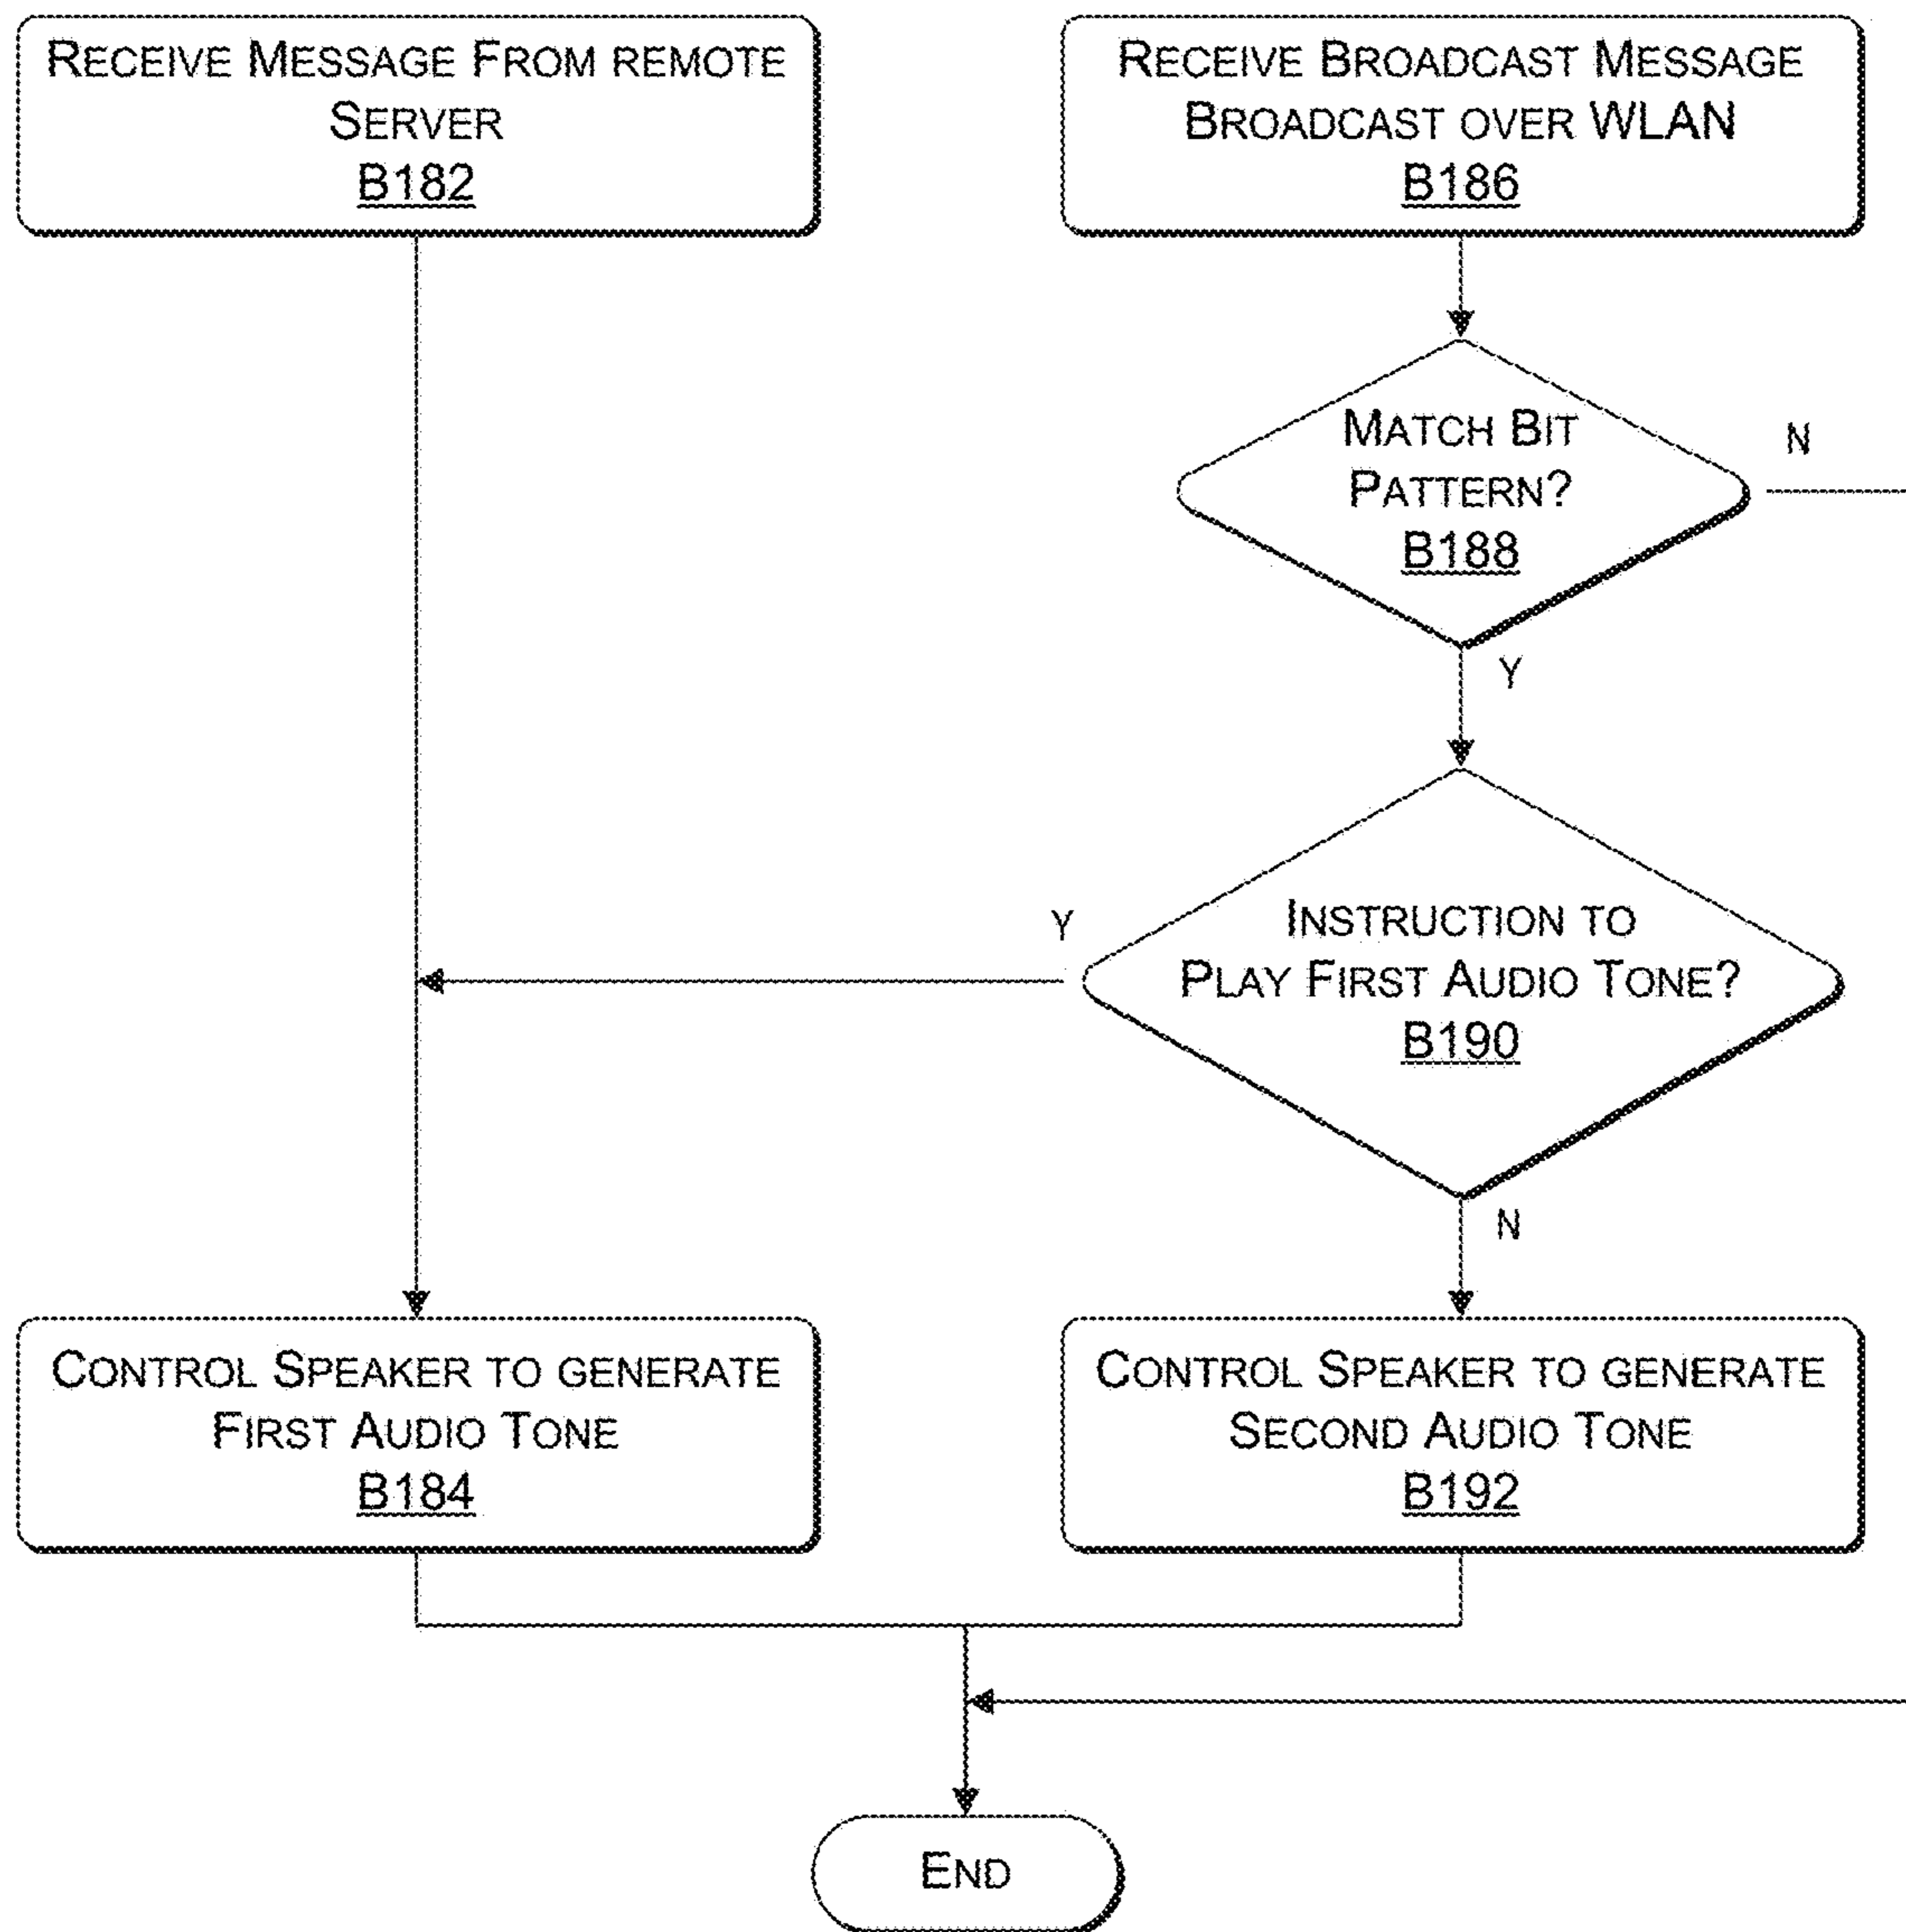 RECEIVE MESSAGE FROM REMOTE
SERVER
B182
RECEIVE BROADCAST MESSAGE
BROADCAST OVER WLAN
B186
MATCH BIT
PATTERN?
B188
N
Y
INSTRUCTION TO
PLAY FIRST AUDIO TONE?
B190
Y
N
CONTROL SPEAKER TO GENERATE
FIRST AUDIO TONE
B184
CONTROL SPEAKER TO GENERATE
SECOND AUDIO TONE
B192
END